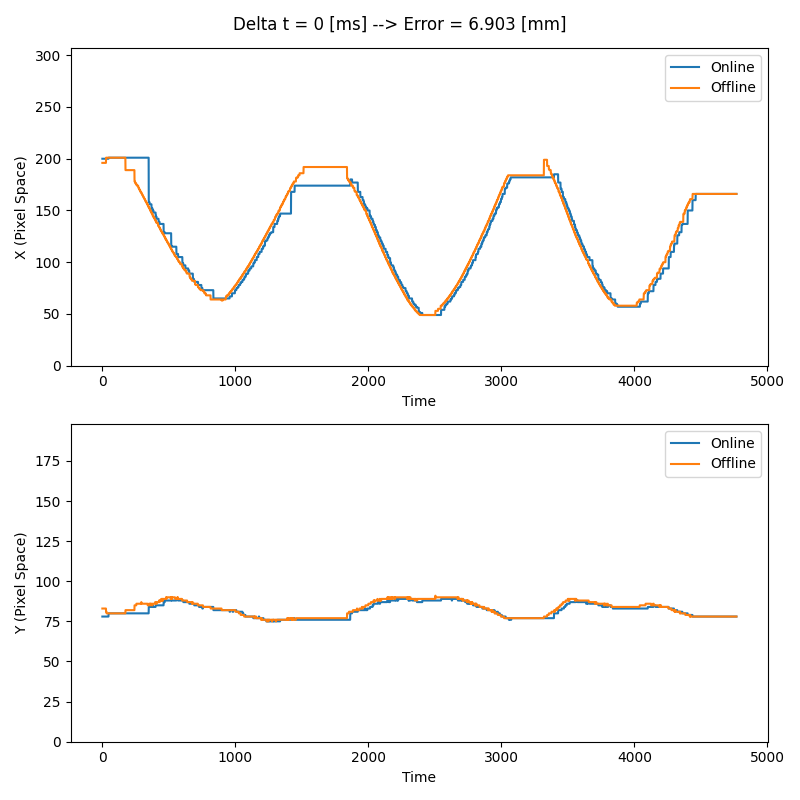 Delta t = 0 [ms] --> Error = 6.903 [mm]
300
250
200
150
100
50
0
X (Pixel Space)
Online
Offline
0 1000 2000 3000 4000 5000
Time
175
150
125
100
75
50
25
0
Y (Pixel Space)
Online
Offline
0 1000 2000 3000 4000 5000
Time